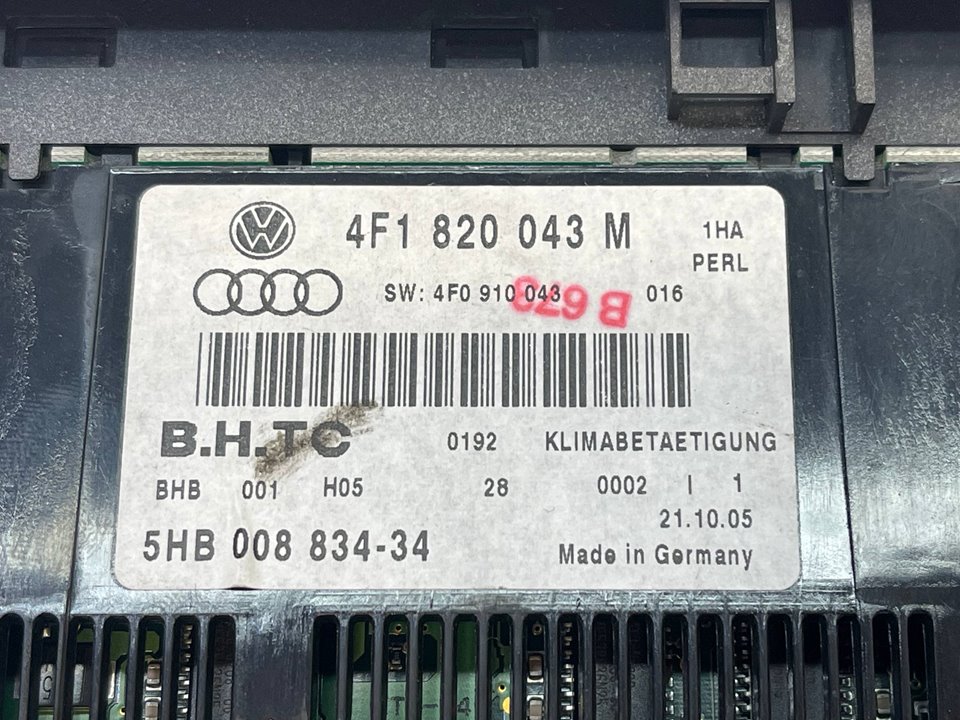 4F1 820 043 M 1HA
PERL
SW: 4F0 910 043 016
B.H.TC 0192 KLIMABETAETIGUNG
BHB 001 H05 28 0002 I 1
21.10.05
5HB 008 834-34 Made in Germany